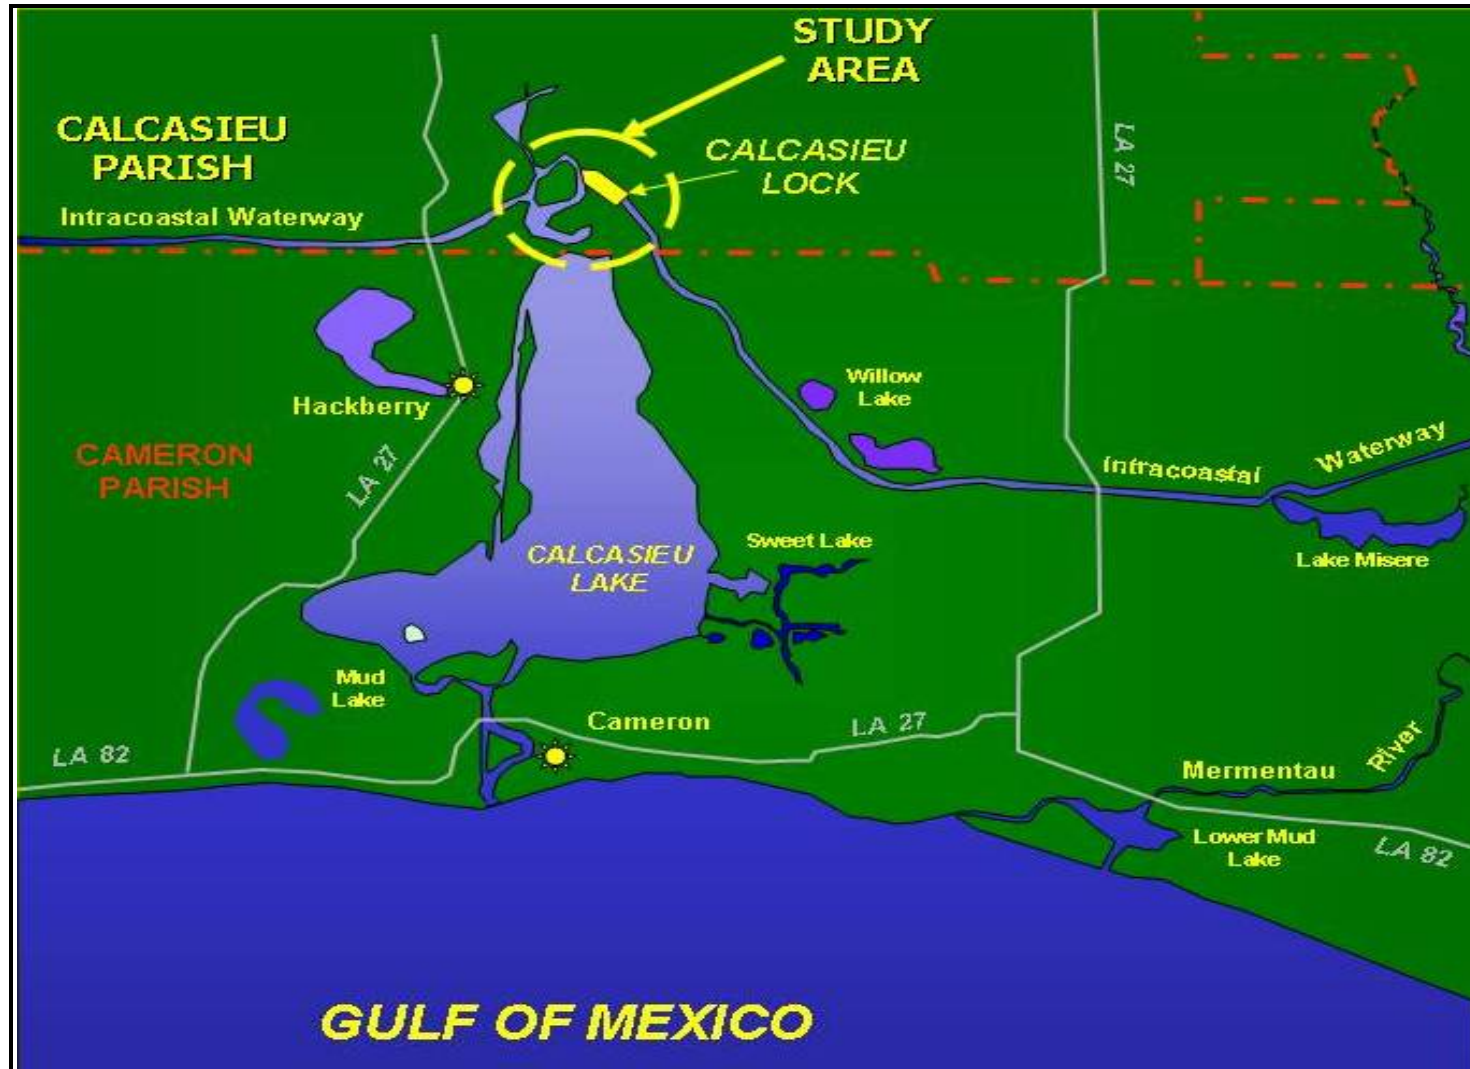 STUDY
AREA
CALCASIEU
PARISH
CALCASIEU
LOCK
LA 27
Intracoastal Waterway
Willow
Lake
Hackberry
CAMERON
PARISH
LA 27
Intracoastal
Waterway
Lake Misere
Sweet Lake
CALCASIEU
LAKE
Mud
Lake
Cameron
LA 27
LA 82
Mermentau
River
Lower Mud
Lake
LA 82
GULF OF MEXICO